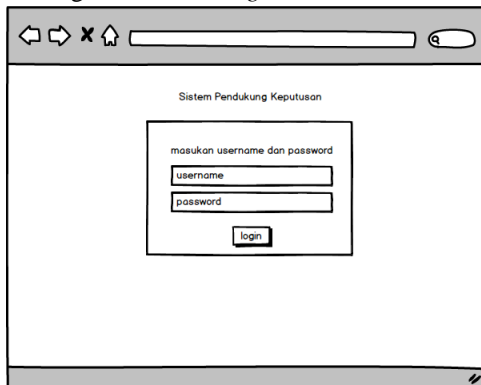 Sistem Pendukung Keputusan
masukan username dan password
username
password
login